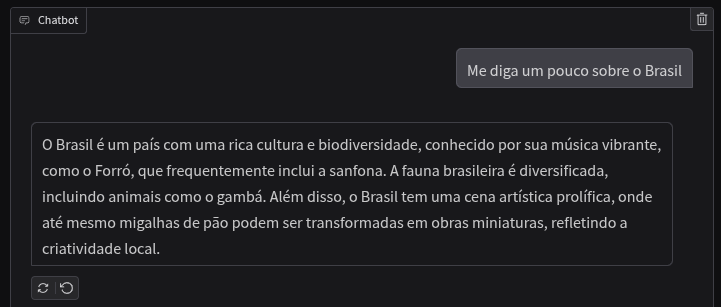 Chatbot
Me diga um pouco sobre o Brasil
O Brasil é um país com uma rica cultura e biodiversidade, conhecido por sua música vibrante,
como o Forró, que frequentemente inclui a sanfona. A fauna brasileira é diversificada,
incluindo animais como o gambá. Além disso, o Brasil tem uma cena artística prolífica, onde
até mesmo migalhas de pão podem ser transformadas em obras miniaturas, refletindo a
criatividade local.